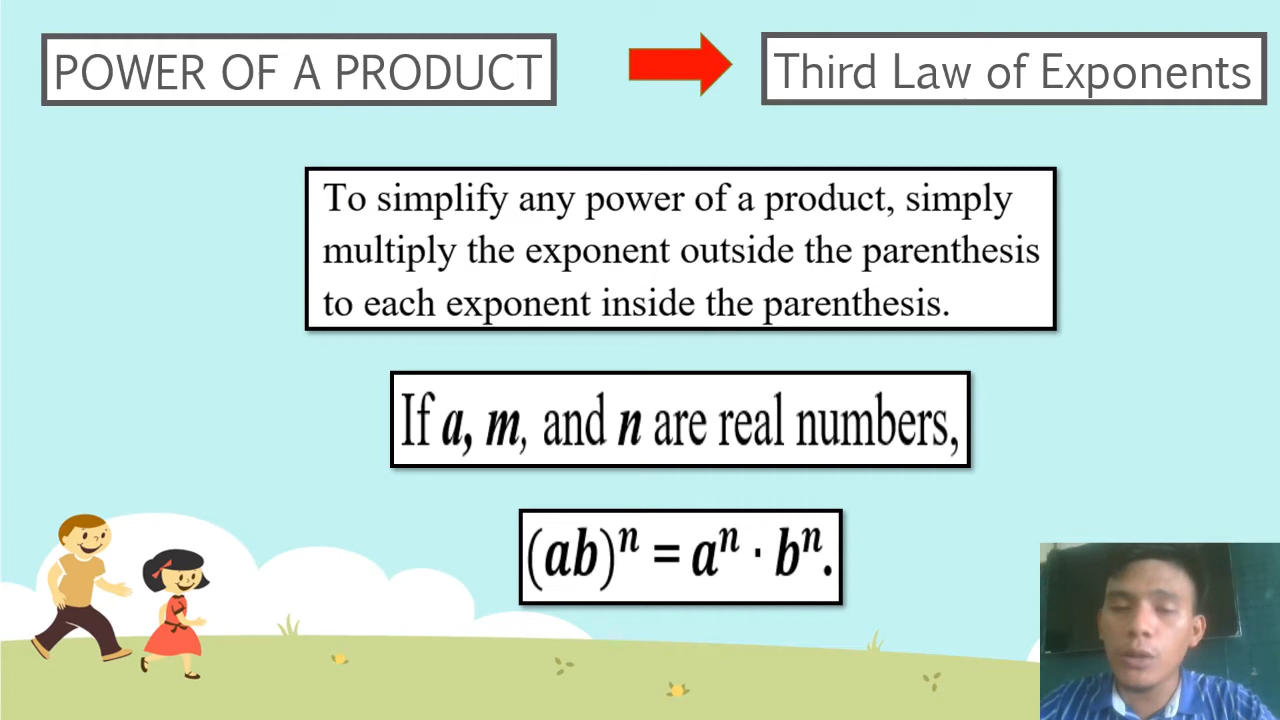 POWER OF A PRODUCT
Third Law of Exponents
To simplify any power of a product, simply
multiply the exponent outside the parenthesis
to each exponent inside the parenthesis.
If a, m, and n are real numbers,
(ab)ⁿ = aⁿ · bⁿ.